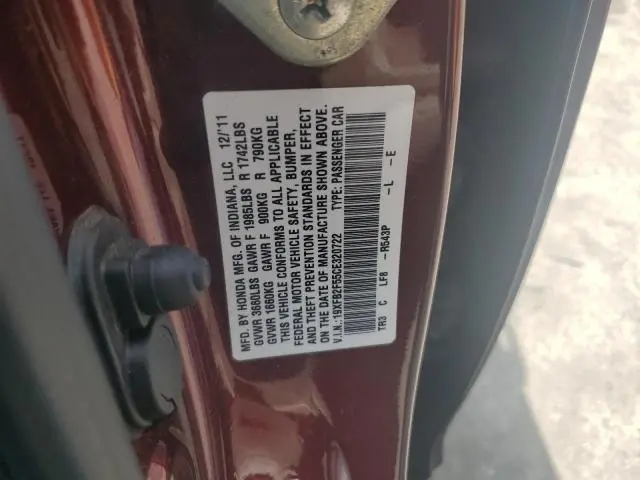 MFD. BY HONDA MFG. OF INDIANA, LLC 12/'11
GVWR 3660LBS GAWR F 1985LBS R 1742LBS
GVWR 1660KG GAWR F 900KG R 790KG
THIS VEHICLE CONFORMS TO ALL APPLICABLE
FEDERAL MOTOR VEHICLE SAFETY, BUMPER,
AND THEFT PREVENTION STANDARDS IN EFFECT
ON THE DATE OF MANUFACTURE SHOWN ABOVE.
V.I.N.: 19XFB2F55CE320722 TYPE: PASSENGER CAR
TR3 C LF8 -R543P -L -E